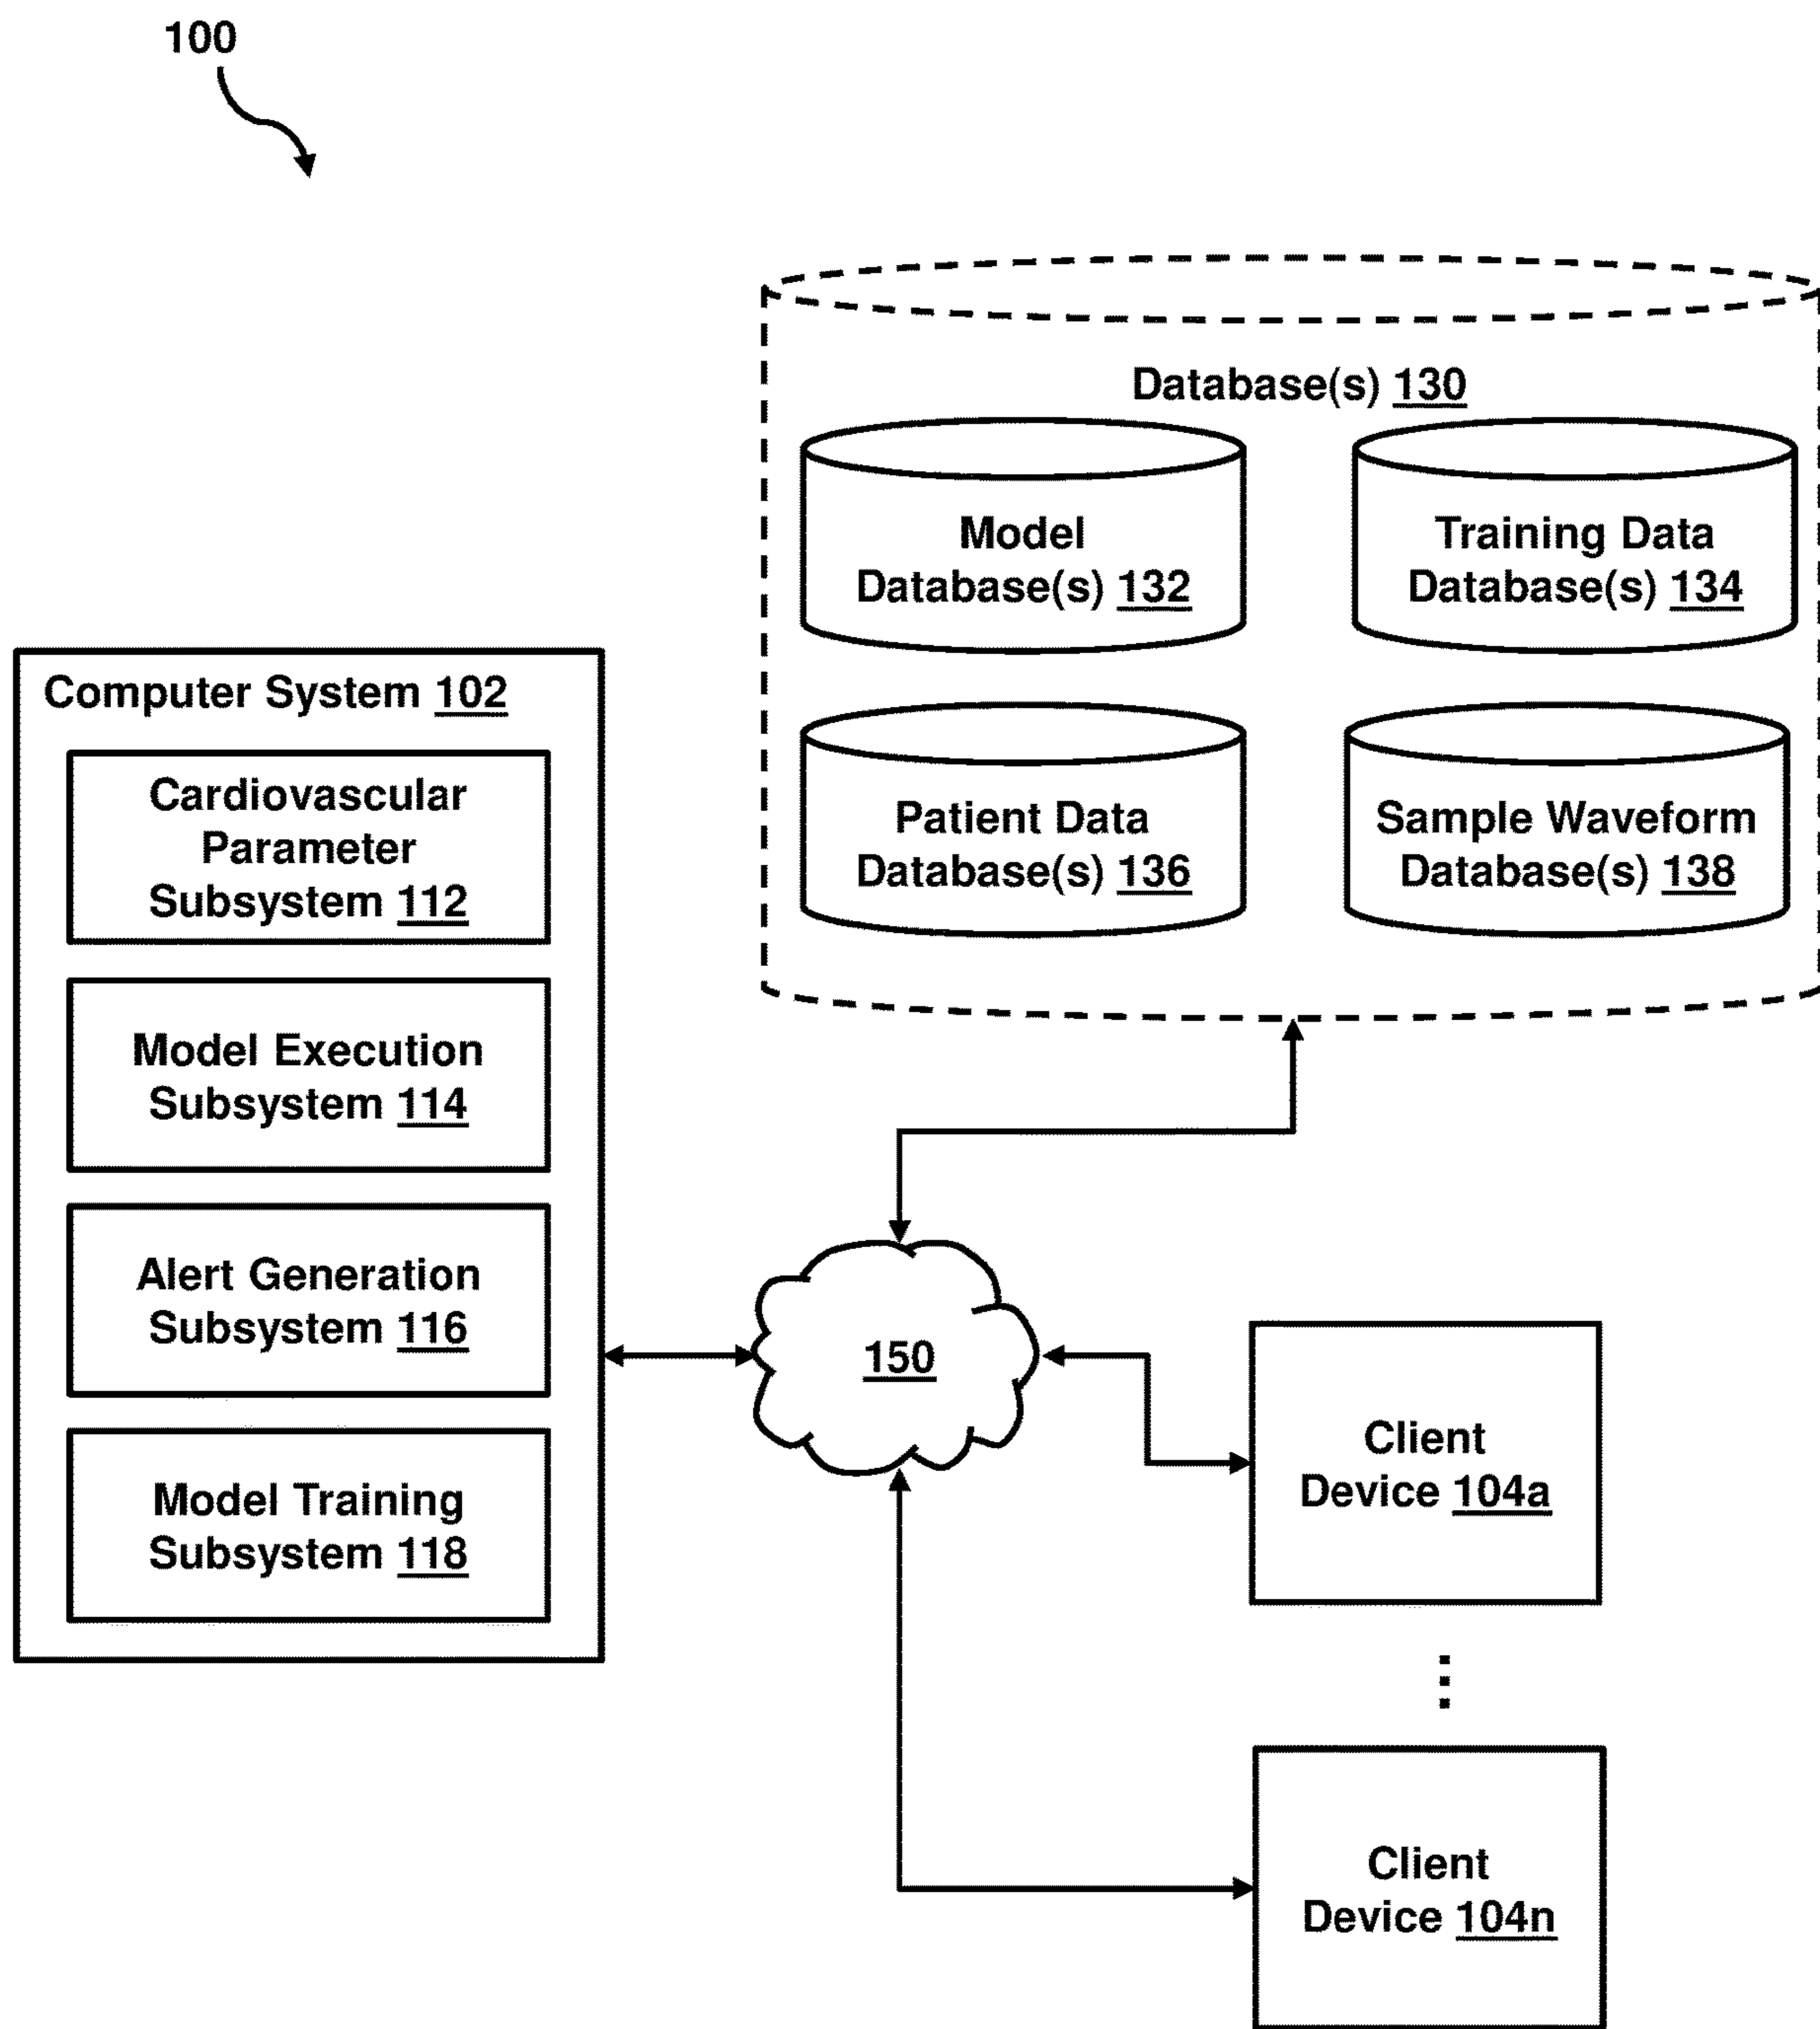 100
Database(s) 130
Model
Database(s) 132
Training Data
Database(s) 134
Patient Data
Database(s) 136
Sample Waveform
Database(s) 138
Computer System 102
Cardiovascular
Parameter
Subsystem 112
Model Execution
Subsystem 114
Alert Generation
Subsystem 116
Model Training
Subsystem 118
150
Client
Device 104a
Client
Device 104n